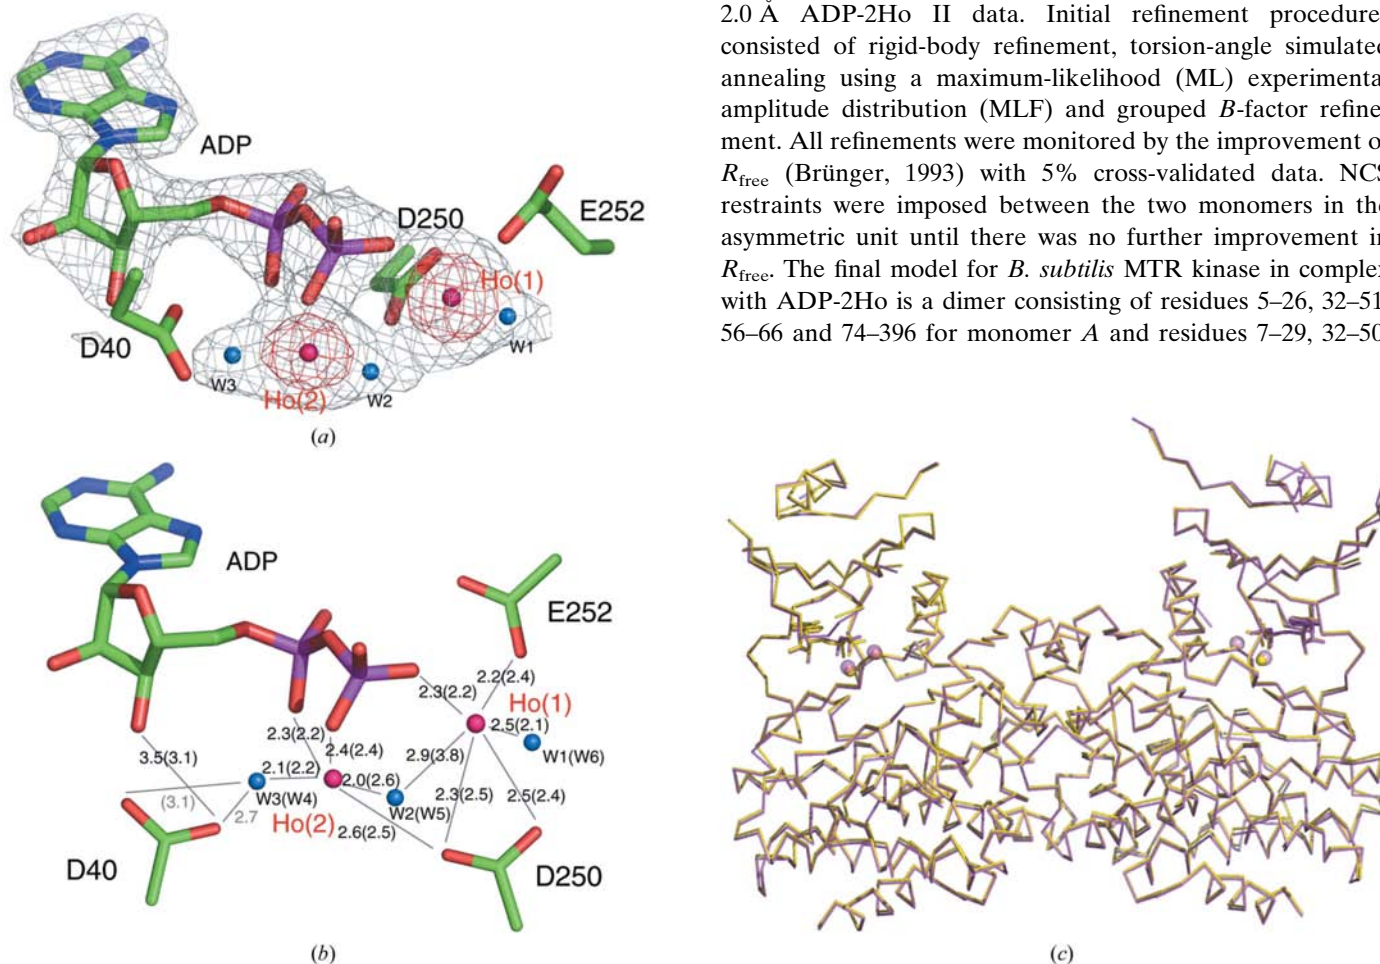 ADP
D250
E252
Ho(1)
W1
D40
W3
Ho(2)
W2
(a)
2.0 Å ADP-2Ho II data. Initial refinement procedure
consisted of rigid-body refinement, torsion-angle simulated
annealing using a maximum-likelihood (ML) experimenta
amplitude distribution (MLF) and grouped B-factor refine
ment. All refinements were monitored by the improvement o
Rfree (Brünger, 1993) with 5% cross-validated data. NCS
restraints were imposed between the two monomers in the
asymmetric unit until there was no further improvement in
Rfree. The final model for B. subtilis MTR kinase in complex
with ADP-2Ho is a dimer consisting of residues 5–26, 32–51
56–66 and 74–396 for monomer A and residues 7–29, 32–50
ADP
E252
2.2(2.4)
2.3(2.2)
Ho(1)
2.5(2.1)
2.3(2.2)
2.4(2.4)
2.9(3.8)
W1(W6)
3.5(3.1)
2.1(2.2)
2.0(2.6)
2.3(2.5)
2.5(2.4)
(3.1)
W3(W4)
W2(W5)
2.7
Ho(2)
2.6(2.5)
D40
D250
(b)
(c)